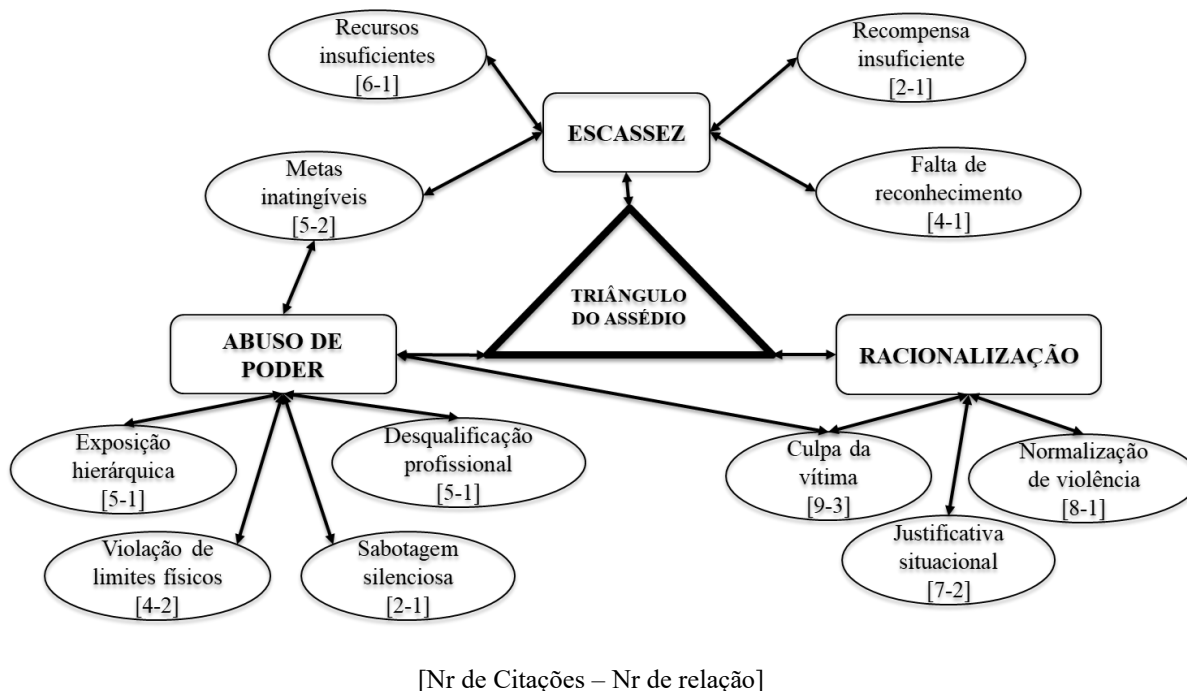 Recursos
insuficientes
[6-1]
Recompensa
insuficiente
[2-1]
ESCASSEZ
Metas
inatingíveis
[5-2]
Falta de
reconhecimento
[4-1]
TRIÂNGULO
DO ASSÉDIO
ABUSO DE
PODER
RACIONALIZAÇÃO
Exposição
hierárquica
[5-1]
Desqualificação
profissional
[5-1]
Culpa da
vítima
[9-3]
Normalização
de violência
[8-1]
Violação de
limites físicos
[4-2]
Sabotagem
silenciosa
[2-1]
Justificativa
situacional
[7-2]
[Nr de Citações – Nr de relação]